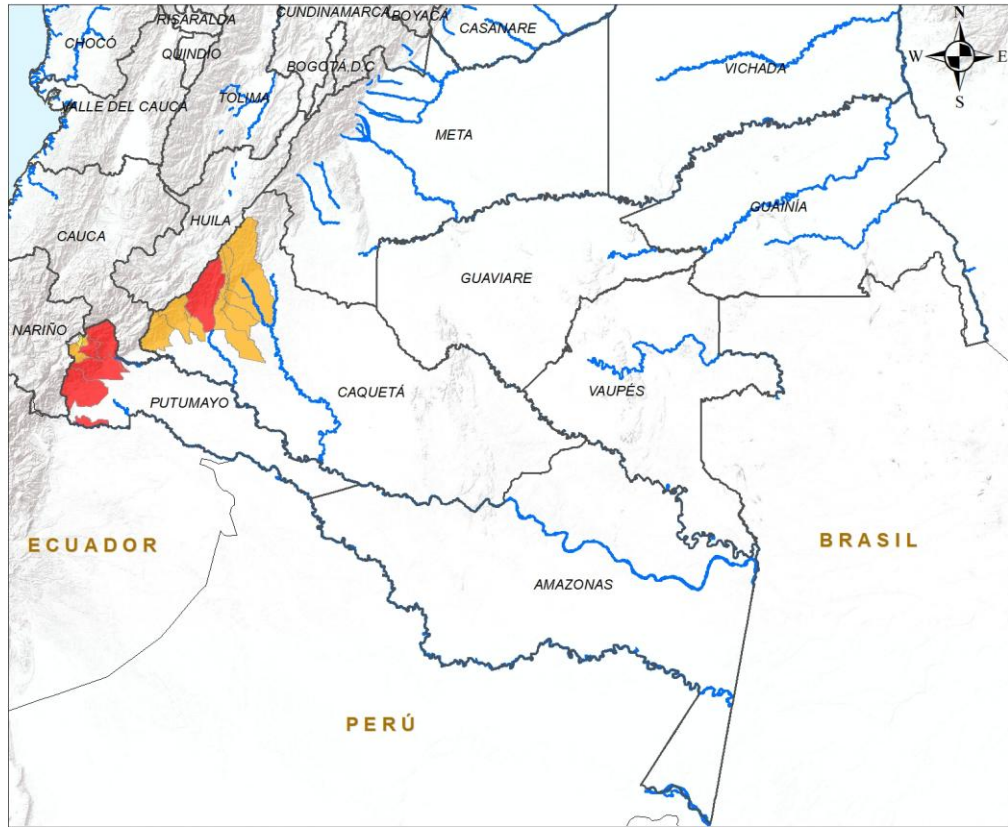 CUNDINAMARCA
BOYACÁ
RISARALDA
CASANARE
N
CHOCÓ
QUINDÍO
BOGOTÁ D.C
VICHADA
W
E
S
VALLE DEL CAUCA
TOLIMA
META
HUILA
GUAINÍA
CAUCA
GUAVIARE
NARIÑO
PUTUMAYO
CAQUETÁ
VAUPÉS
ECUADOR
BRASIL
AMAZONAS
PERÚ